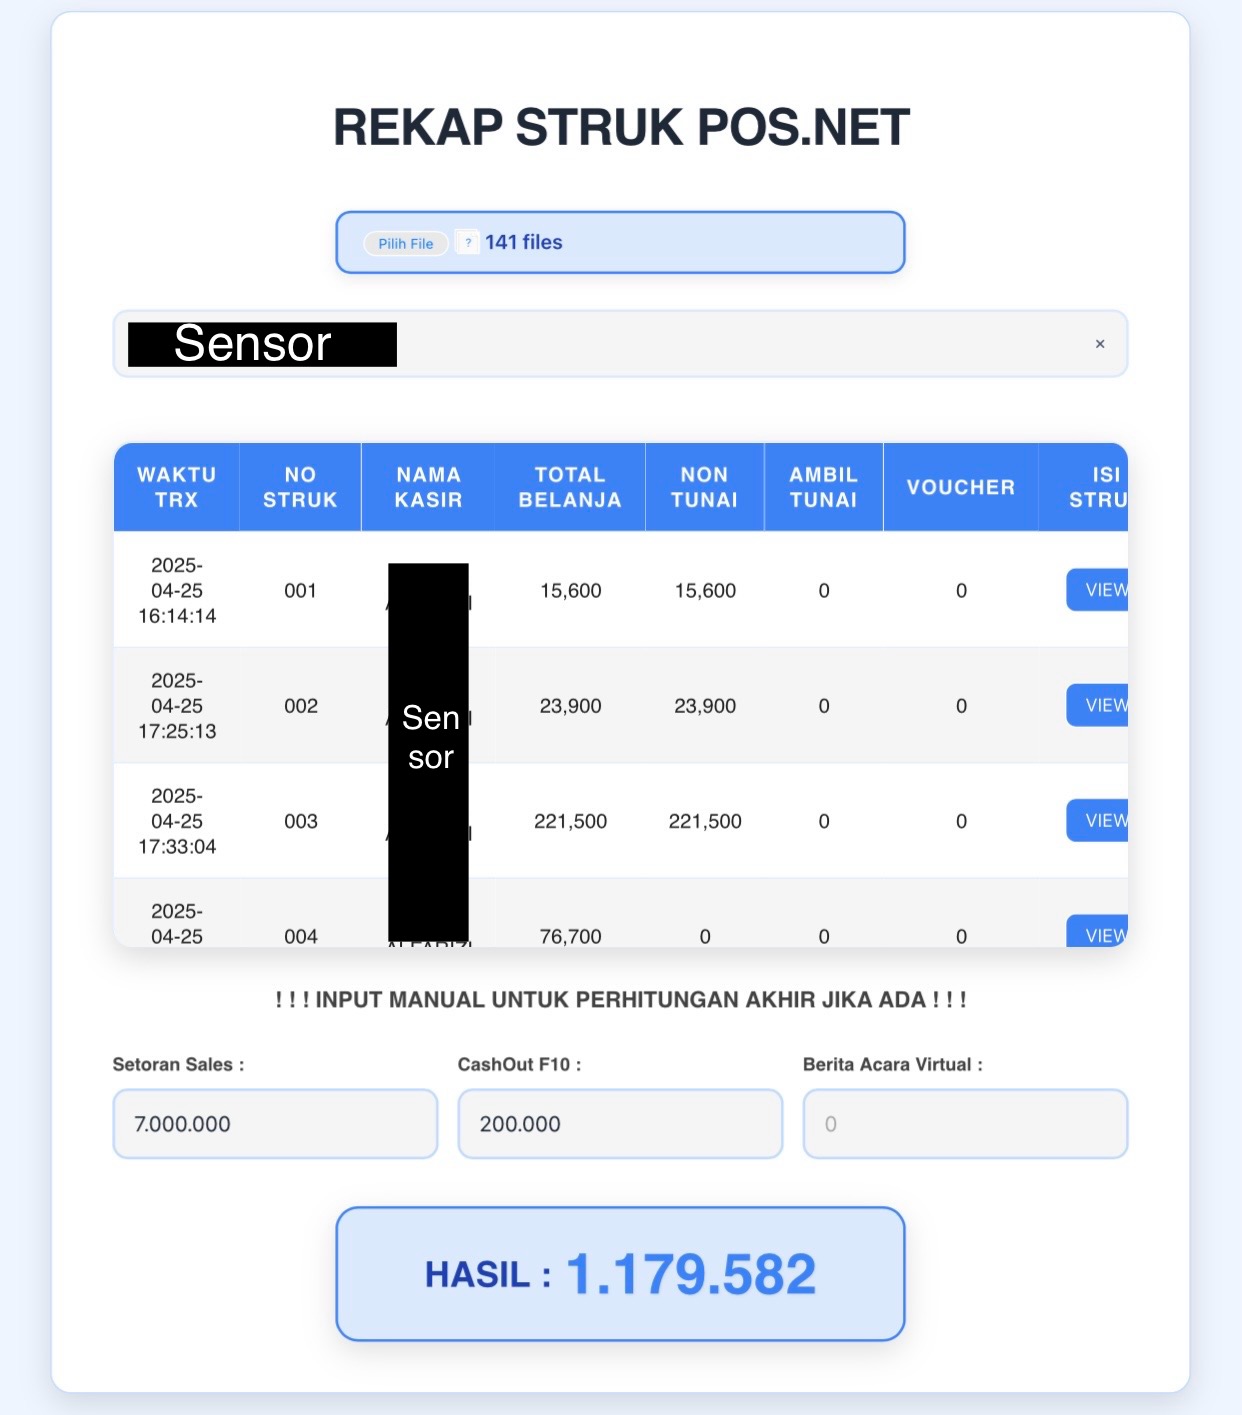 REKAP STRUK POS.NET
Pilih File ? 141 files
Sensor ×
WAKTU TRX NO STRUK NAMA KASIR TOTAL BELANJA NON TUNAI AMBIL TUNAI VOUCHER ISI STRU
2025-04-25 16:14:14 001 15,600 15,600 0 0 VIEW
2025-04-25 17:25:13 002 23,900 23,900 0 0 VIEW
Sen
sor
2025-04-25 17:33:04 003 221,500 221,500 0 0 VIEW
2025-04-25 004 76,700 0 0 0 VIEW
! ! ! INPUT MANUAL UNTUK PERHITUNGAN AKHIR JIKA ADA ! ! !
Setoran Sales : CashOut F10 : Berita Acara Virtual :
7.000.000 200.000 0
HASIL : 1.179.582